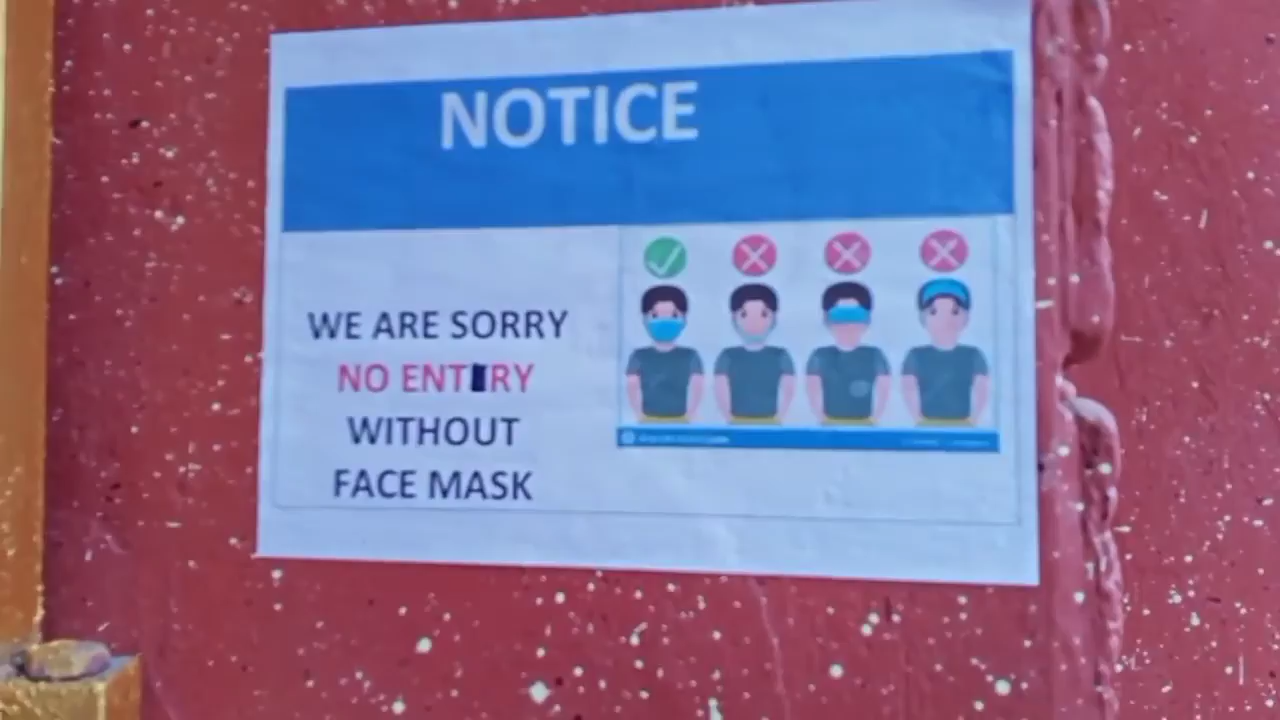 NOTICE
WE ARE SORRY
NO ENTRY
WITHOUT
FACE MASK